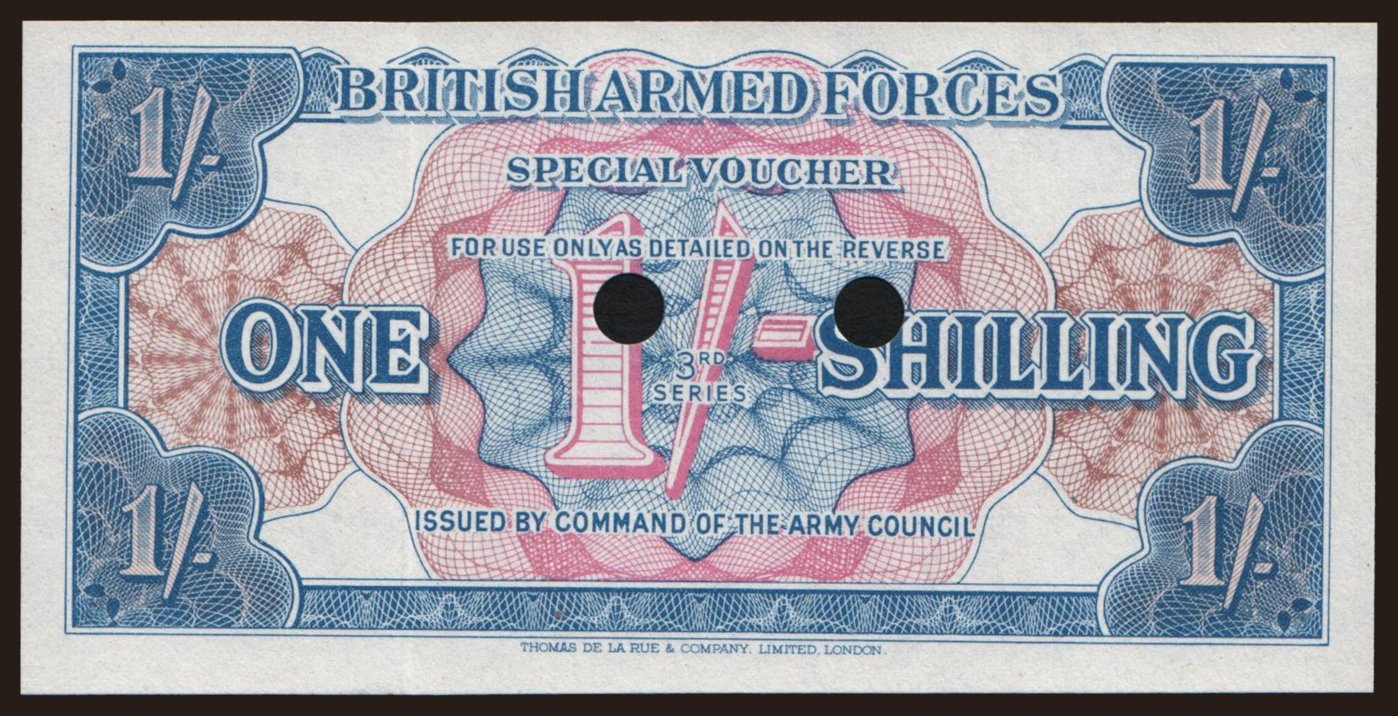 BRITISH ARMED FORCES
1/- 1/-
SPECIAL VOUCHER
FOR USE ONLY AS DETAILED ON THE REVERSE
ONE 1/- SHILLING
3RD
SERIES
1/- 1/-
ISSUED BY COMMAND OF THE ARMY COUNCIL
THOMAS DE LA RUE & COMPANY, LIMITED, LONDON.